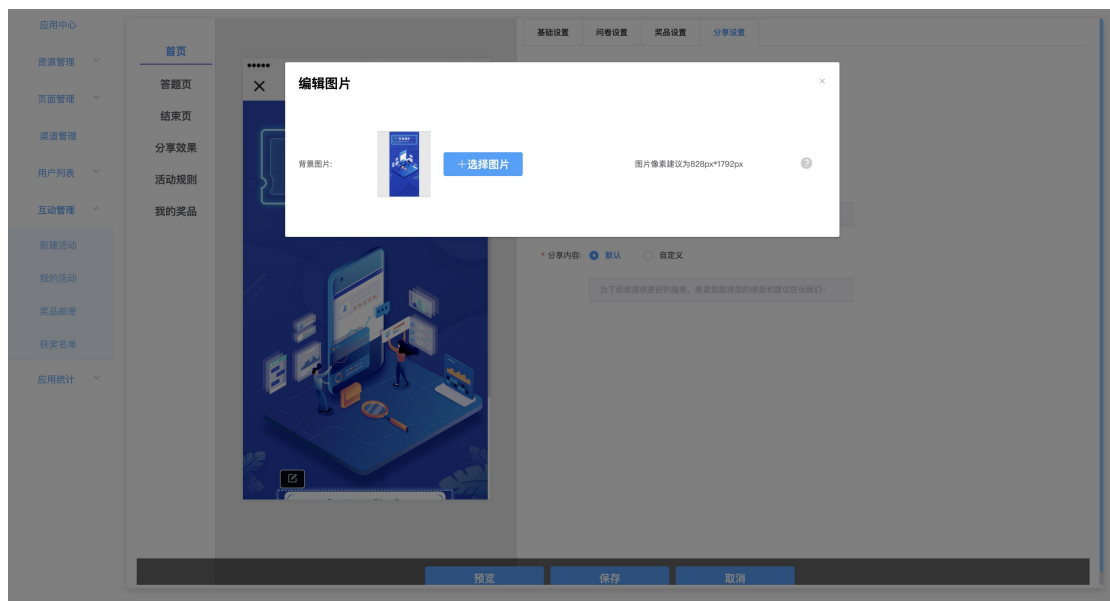 应用中心
资源管理
页面管理
渠道管理
用户列表
互动管理
新建活动
我的活动
奖品邮寄
获奖名单
应用统计
首页
答题页
结束页
分享效果
活动规则
我的奖品
基础设置 问卷设置 奖品设置 分享设置
编辑图片
背景图片:
+选择图片
图片像素建议为828px*1792px
* 分享内容: 默认 自定义
为了给您提供更好的服务，希望您能将您的感受和建议告诉我们~
预览 保存 取消